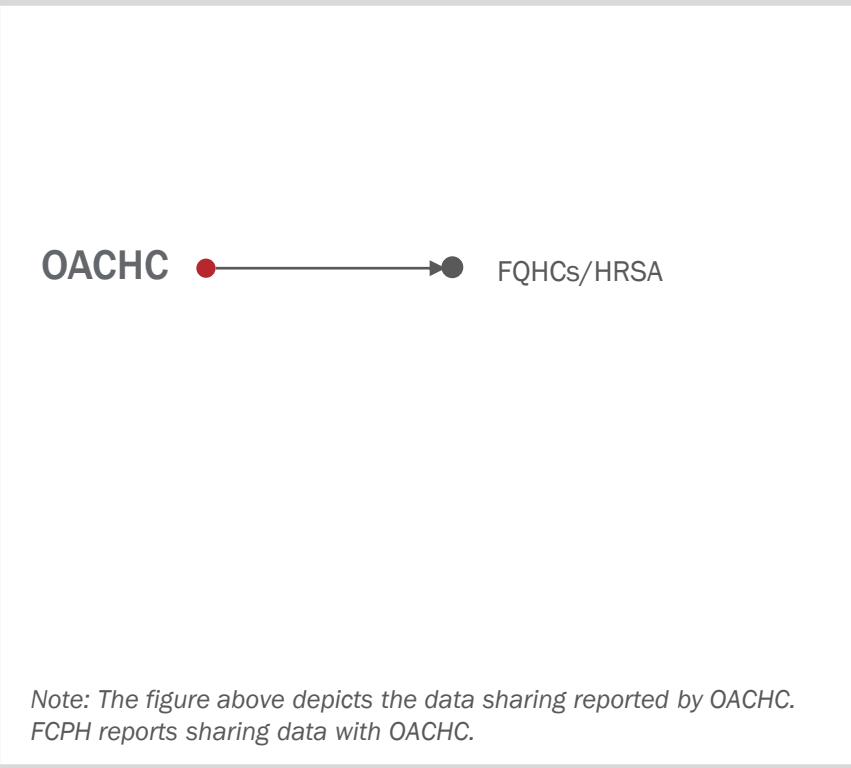 OACHC
FQHCs/HRSA
Note: The figure above depicts the data sharing reported by OACHC.
FCPH reports sharing data with OACHC.